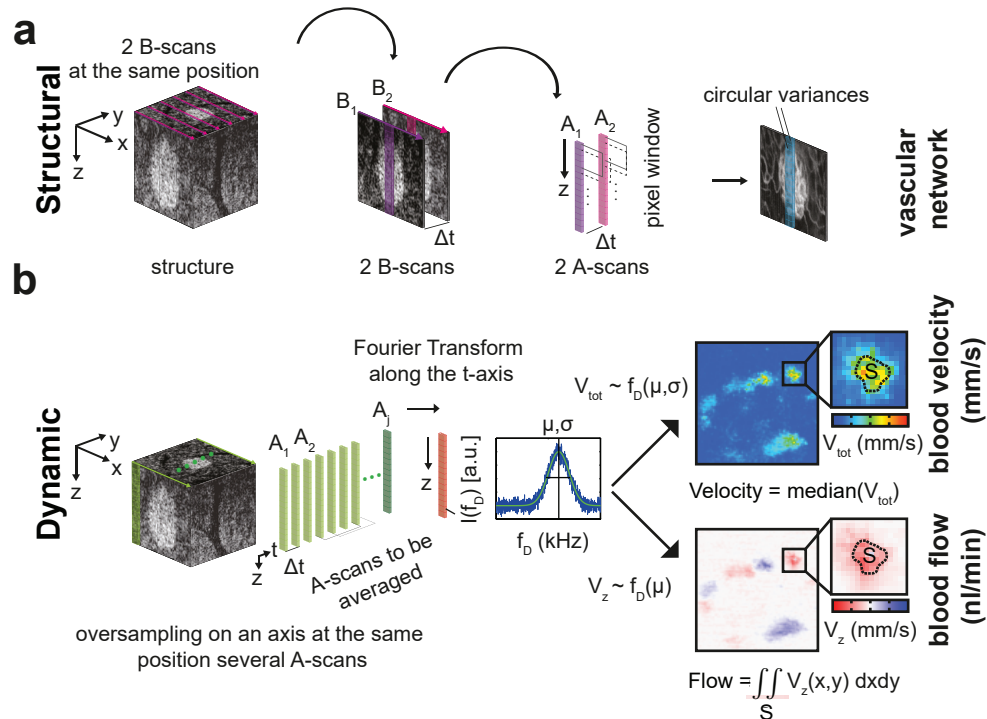 a
Structural
2 B-scans
at the same position
y
x
z
structure
B1
B2
Δt
2 B-scans
A1
A2
z
pixel window
Δt
2 A-scans
circular variances
vascular
network
b
Dynamic
y
x
z
oversampling on an axis at the same
position several A-scans
A1
A2
Aj
t
z
Δt
A-scans to be
averaged
Fourier Transform
along the t-axis
z
I(fD) [a.u.]
μ,σ
fD (kHz)
Vtot ~ fD(μ,σ)
Vz ~ fD(μ)
S
Vtot (mm/s)
Velocity = median(Vtot)
blood velocity
(mm/s)
S
Vz (mm/s)
Flow = ∫∫ Vz(x,y) dxdy
S
blood flow
(nl/min)